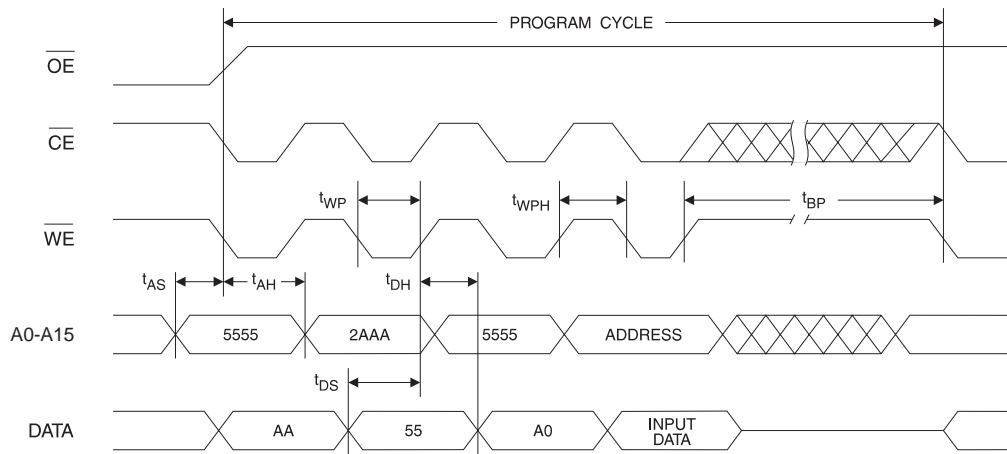 PROGRAM CYCLE
OE
CE
tWP
tWPH
tBP
WE
tAS
tAH
tDH
A0-A15
5555
2AAA
5555
ADDRESS
tDS
DATA
AA
55
A0
INPUT
DATA